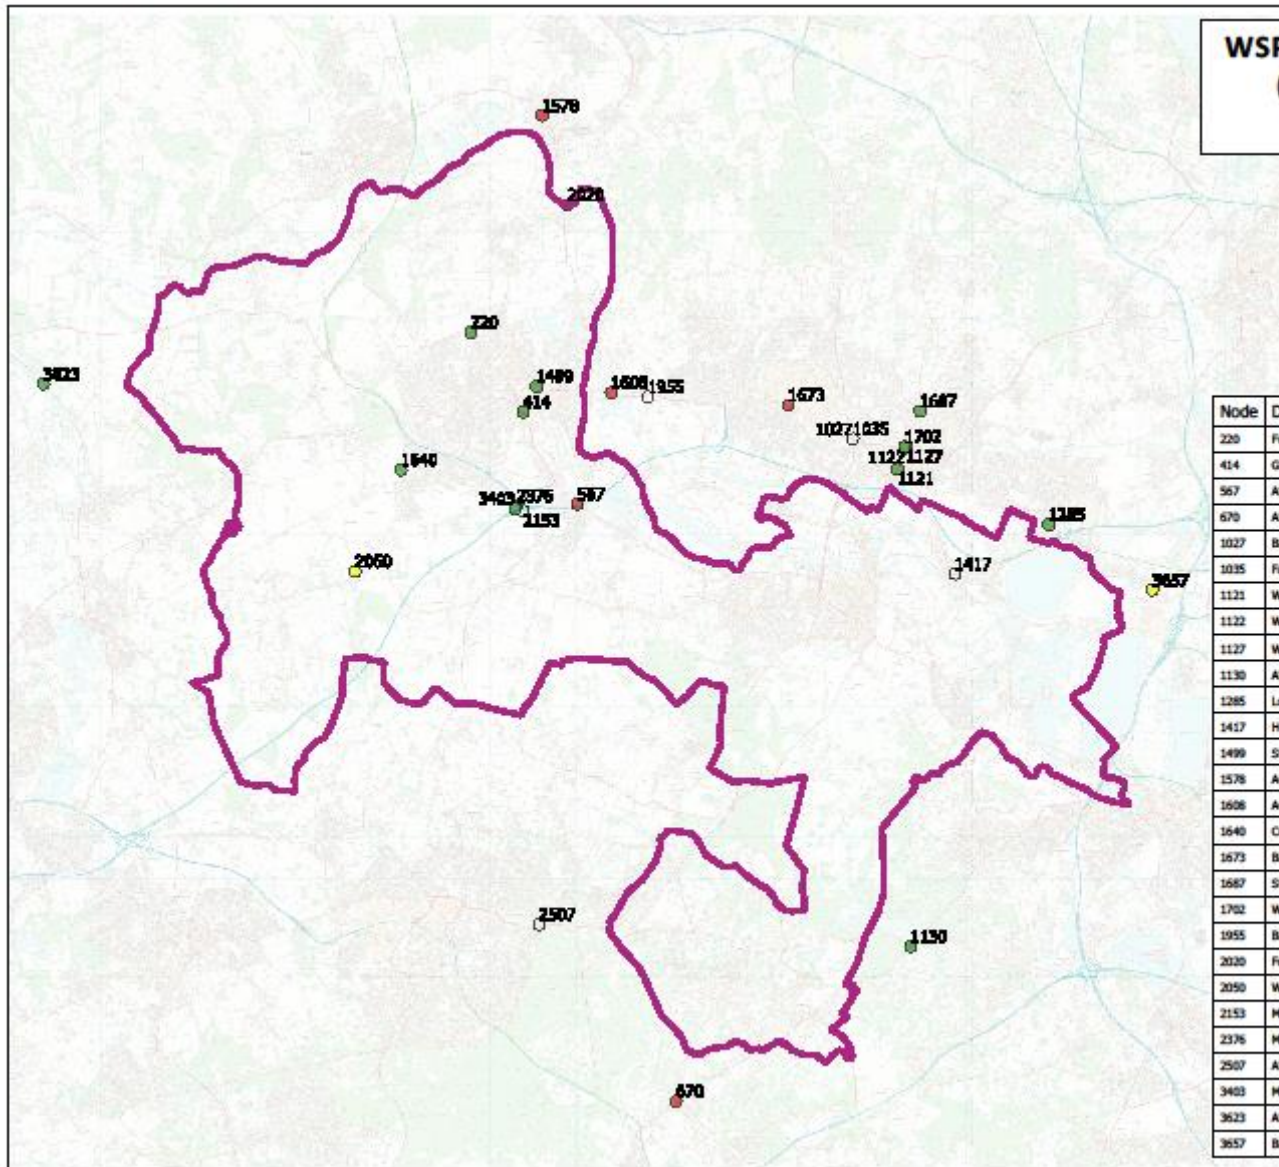 WSP
1578
2020
220
3623
1499
1608
1955
414
1673
1687
10271035
1702
1640
1122
1127
1121
3403
2376
567
2153
1285
1417
2050
3657
2507
1130
670
Node
220 F
414 G
567 A
670 A
1027 B
1035 F
1121 W
1122 W
1127 W
1130 A
1285 L
1417 H
1499 S
1578 A
1608 A
1640 C
1673 B
1687 S
1702 W
1955 B
2020 F
2050 W
2153 M
2376 M
2507 A
3403 M
3623 A
3657 B